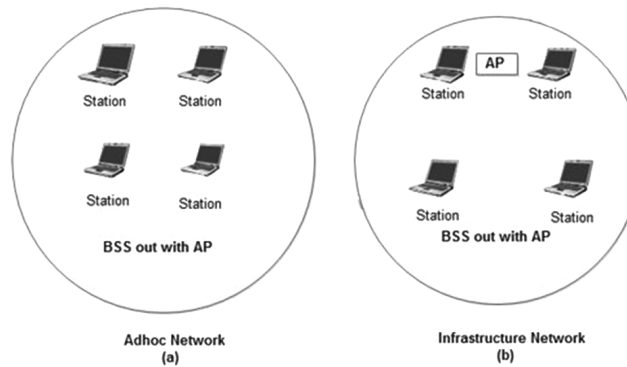 Station
Station
Station
Station
BSS out with AP
Adhoc Network
(a)
AP
Station
Station
Station
Station
BSS out with AP
Infrastructure Network
(b)